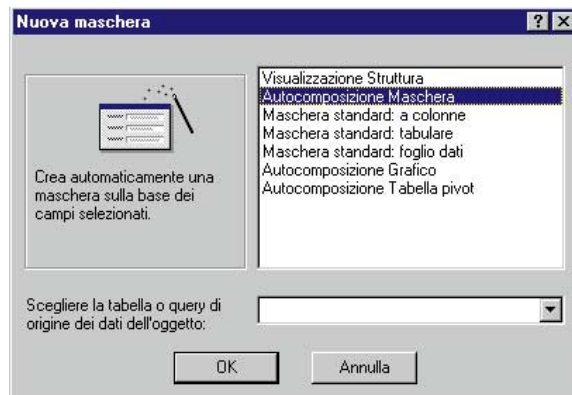 Nuova maschera
Visualizzazione Struttura
Autocomposizione Maschera
Maschera standard: a colonne
Maschera standard: tabulare
Maschera standard: foglio dati
Autocomposizione Grafico
Autocomposizione Tabella pivot
Crea automaticamente una
maschera sulla base dei
campi selezionati.
Scegliere la tabella o query di
origine dei dati dell'oggetto:
OK
Annulla